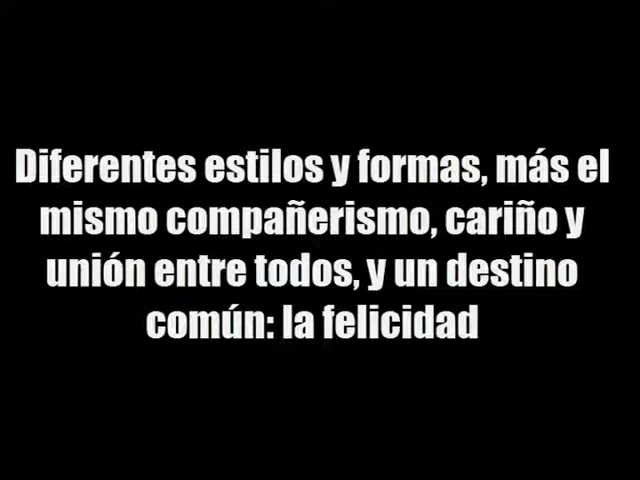 Diferentes estilos y formas, más el
mismo compañerismo, cariño y
unión entre todos, y un destino
común: la felicidad